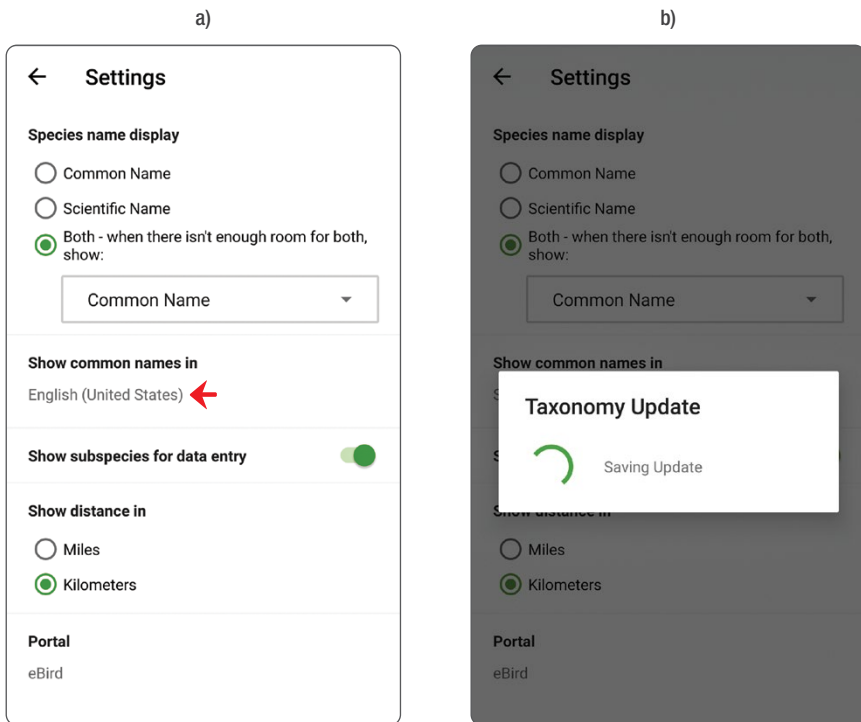 a)
Settings
Species name display
Common Name
Scientific Name
Both - when there isn't enough room for both,
show:
Common Name
Show common names in
English (United States)
Show subspecies for data entry
Show distance in
Miles
Kilometers
Portal
eBird
b)
Settings
Species name display
Common Name
Scientific Name
Both - when there isn't enough room for both,
show:
Common Name
Show common names in
Taxonomy Update
Saving Update
Show distance in
Miles
Kilometers
Portal
eBird